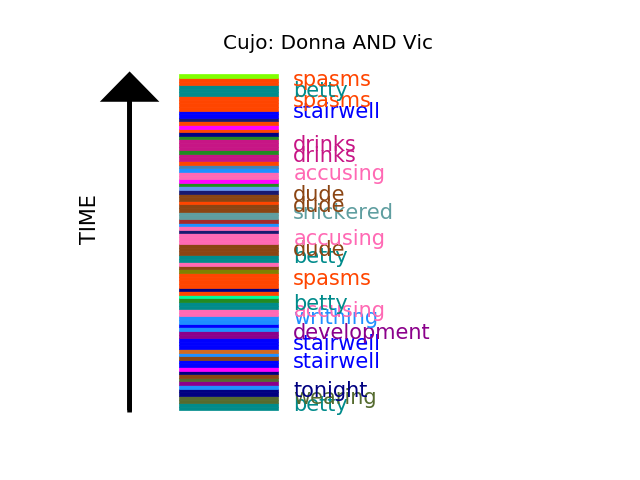 Cujo: Donna AND Vic
TIME
spasms
betty
spasms
stairwell
drinks
drinks
accusing
dude
dude
snickered
accusing
dude
betty
spasms
betty
accusing
writhing
development
stairwell
stairwell
tonight
wearing
betty